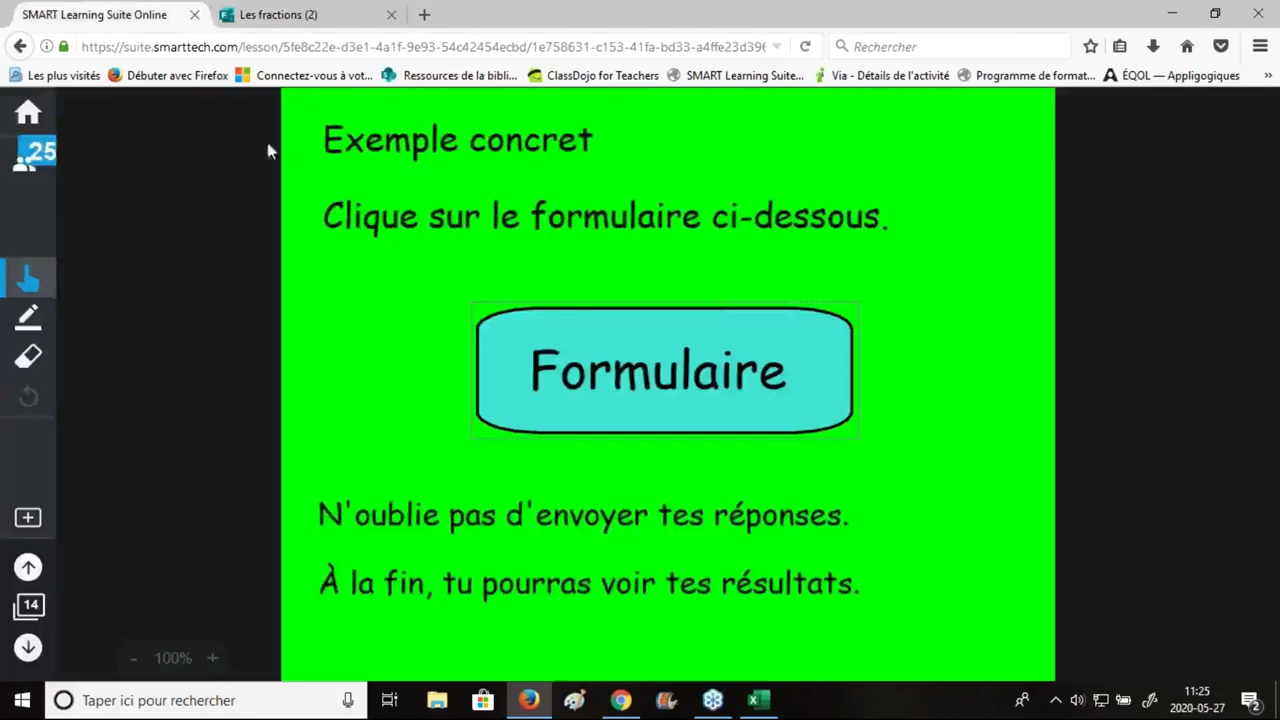 SMART Learning Suite Online
Les fractions (2)
https://suite.smarttech.com/lesson/5fe8c22e-d3e1-4a1f-9e93-54c42454ecbd/1e758631-c153-41fa-bd33-a4ffe23d39
Rechercher
Les plus visités
Débuter avec Firefox
Connectez-vous à vot...
Ressources de la bibli...
ClassDojo for Teachers
SMART Learning Suite...
Via - Détails de l'activité
Programme de format...
ÉQOL — Appligogiques
25
Exemple concret
Clique sur le formulaire ci-dessous.
Formulaire
N'oublie pas d'envoyer tes réponses.
À la fin, tu pourras voir tes résultats.
14
- 100% +
Taper ici pour rechercher
11:25
2020-05-27
2